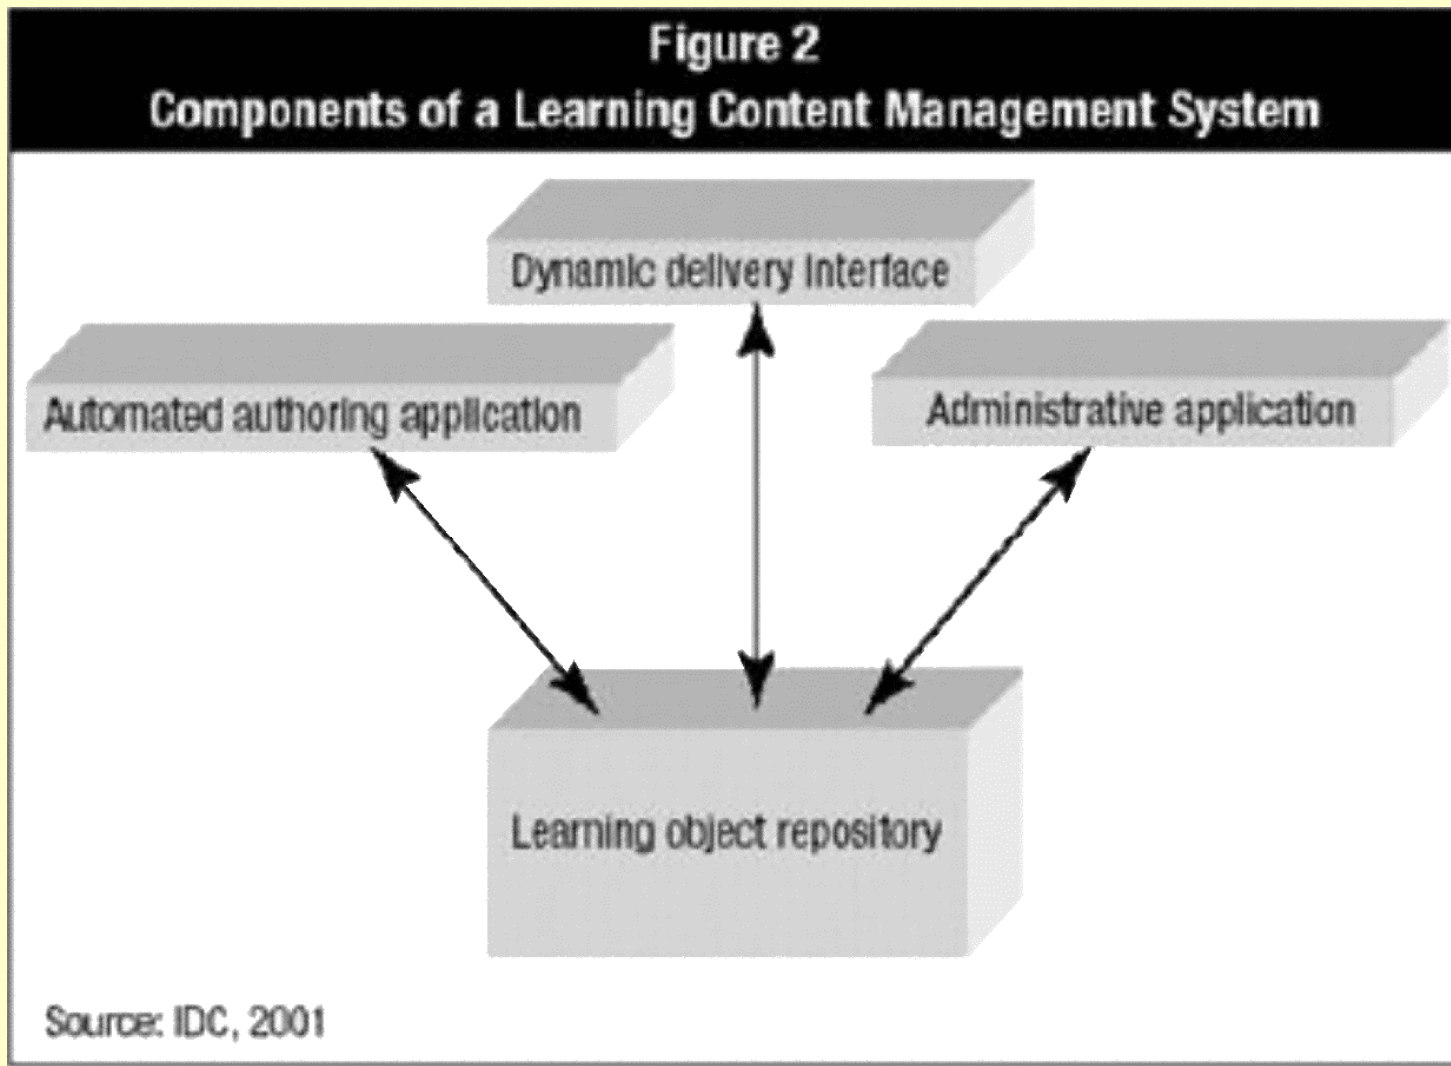 Figure 2
Components of a Learning Content Management System
Dynamic delivery interface
Automated authoring application
Administrative application
Learning object repository
Source: IDC, 2001